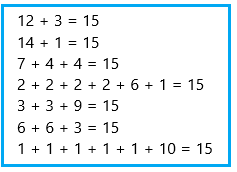 12 + 3 = 15
14 + 1 = 15
7 + 4 + 4 = 15
2 + 2 + 2 + 2 + 6 + 1 = 15
3 + 3 + 9 = 15
6 + 6 + 3 = 15
1 + 1 + 1 + 1 + 1 + 10 = 15